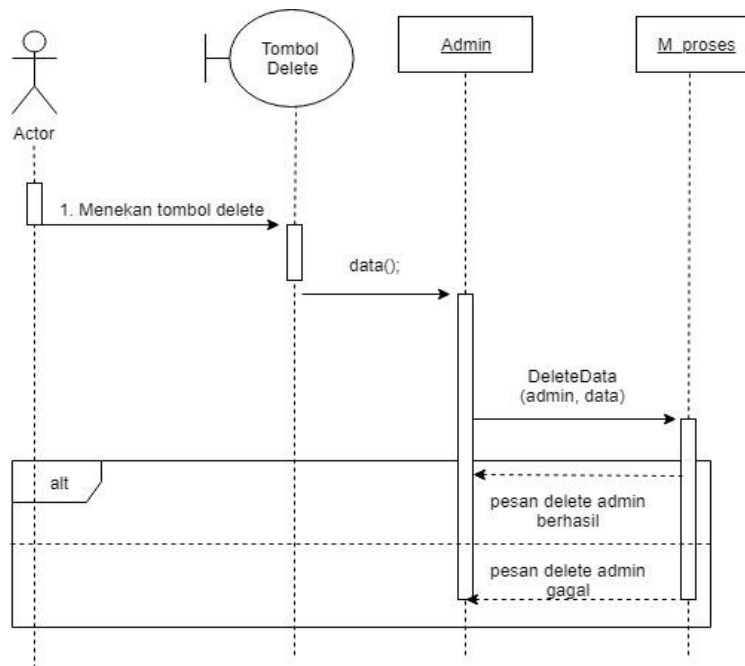 Tombol
Delete
Admin
M_proses
Actor
1. Menekan tombol delete
data();
DeleteData
(admin, data)
alt
pesan delete admin
berhasil
pesan delete admin
gagal